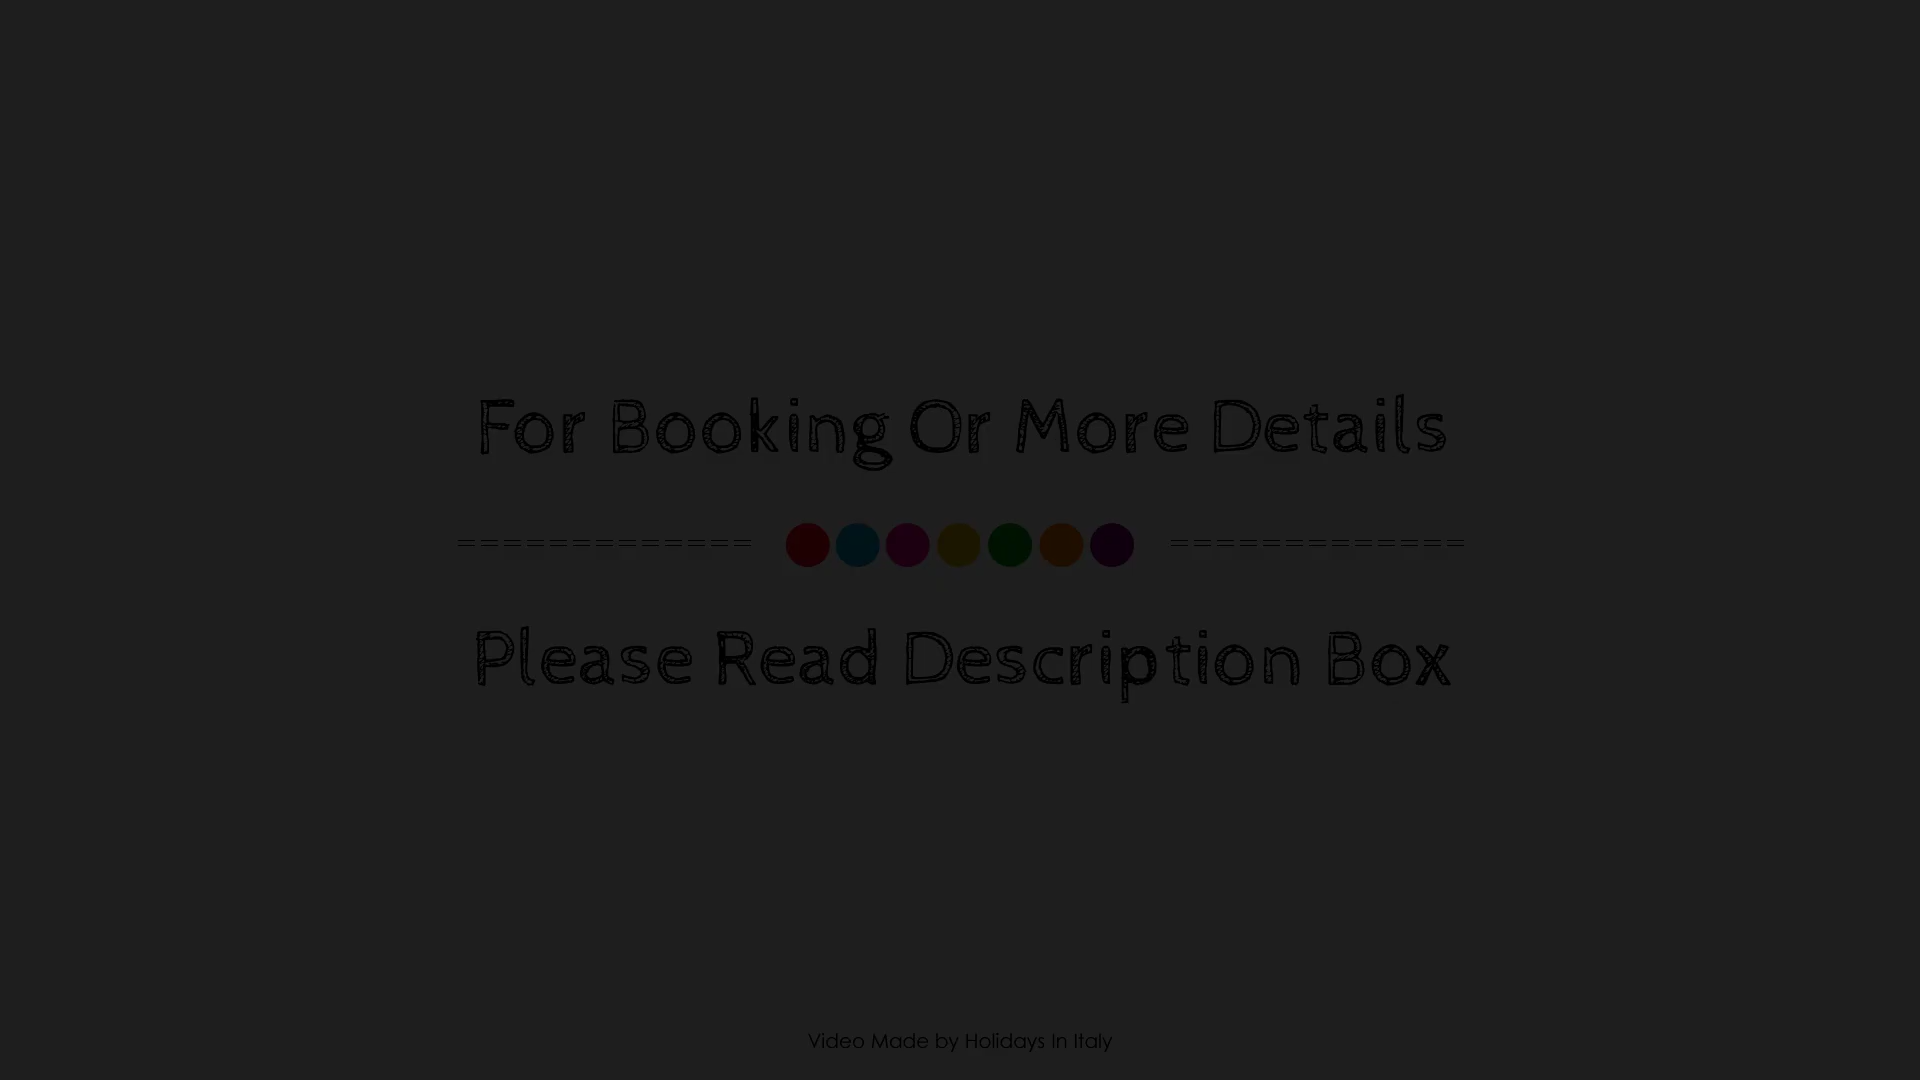 For Booking Or More Details
============= =============
Please Read Description Box
Video Made by Holidays In Italy